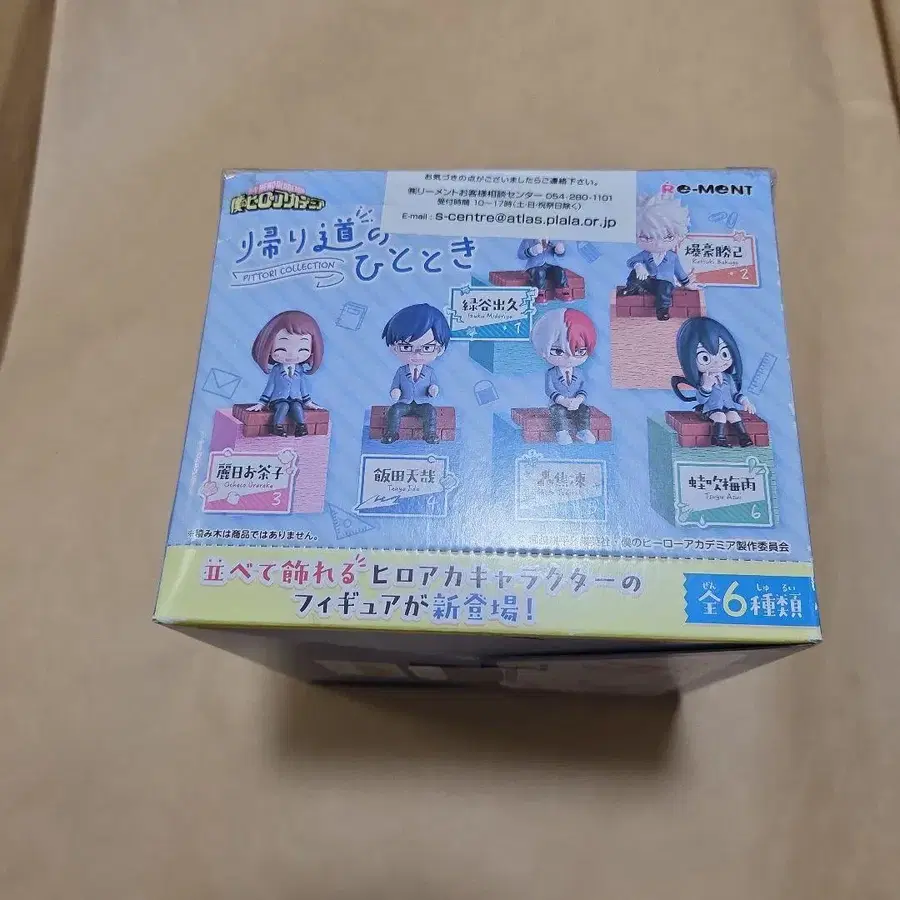 お気づきの点がございましたらご連絡下さい。
㈱リーメントお客様相談センター 054-280-1101
受付時間 10～17時(土・日・祝祭日除く)
E-mail : s-centre@atlas.plala.or.jp
Re-MeNT
僕のヒーローアカデミア
帰り道の
ひととき
PITTORI COLLECTION
緑谷出久
Izuku Midoriya
1
爆豪勝己
Katsuki Bakugo
2
麗日お茶子
Ochaco Uraraka
3
飯田天哉
Tenya Iida
4
蛙吹梅雨
Tsuyu Asui
6
※積み木は商品ではありません。
僕のヒーローアカデミア製作委員会
並べて飾れるヒロアカキャラクターの
フィギュアが新登場!
ぜん しゅ るい
全6種類